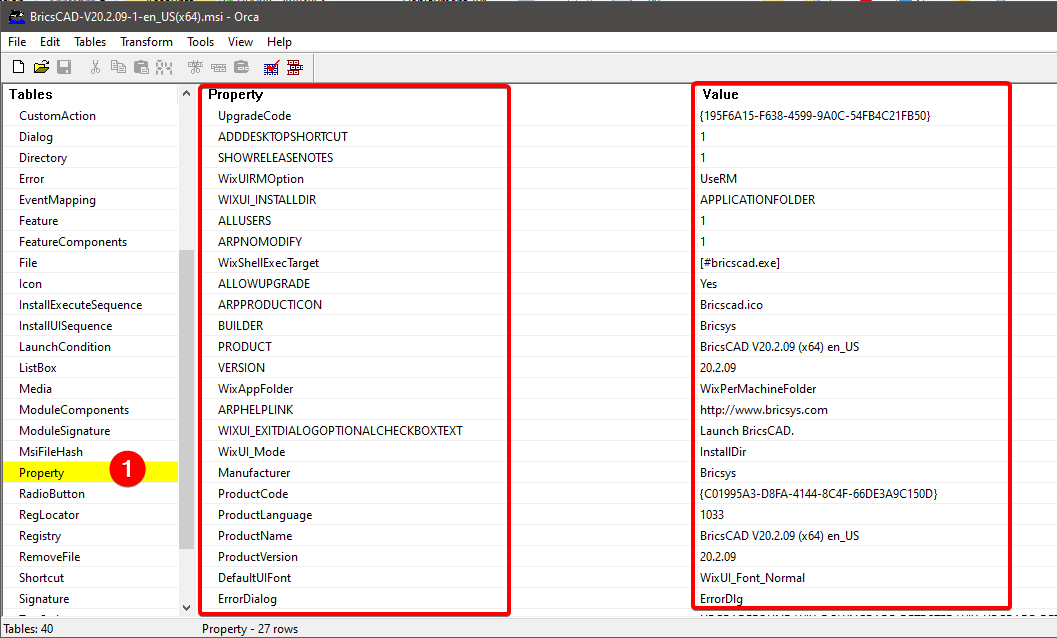 BricsCAD-V20.2.09-1-en_US(x64).msi - Orca
File Edit Tables Transform Tools View Help
Tables Property Value
CustomAction UpgradeCode {195F6A15-F638-4599-9A0C-54FB4C21FB50}
Dialog ADDDESKTOPSHORTCUT 1
Directory SHOWRELEASENOTES 1
Error WixUIRMOption UseRM
EventMapping WIXUI_INSTALLDIR APPLICATIONFOLDER
Feature ALLUSERS 1
FeatureComponents ARPNOMODIFY 1
File WixShellExecTarget [#bricscad.exe]
Icon ALLOWUPGRADE Yes
InstallExecuteSequence ARPPRODUCTICON Bricscad.ico
InstallUISequence BUILDER Bricsys
LaunchCondition PRODUCT BricsCAD V20.2.09 (x64) en_US
ListBox VERSION 20.2.09
Media WixAppFolder WixPerMachineFolder
ModuleComponents ARPHELPLINK http://www.bricsys.com
ModuleSignature WIXUI_EXITDIALOGOPTIONALCHECKBOXTEXT Launch BricsCAD.
MsiFileHash WixUI_Mode InstallDir
Property 1 Manufacturer Bricsys
RadioButton ProductCode {C01995A3-D8FA-4144-8C4F-66DE3A9C150D}
RegLocator ProductLanguage 1033
Registry ProductName BricsCAD V20.2.09 (x64) en_US
RemoveFile ProductVersion 20.2.09
Shortcut DefaultUIFont WixUI_Font_Normal
Signature ErrorDialog ErrorDlg
Tables: 40 Property - 27 rows